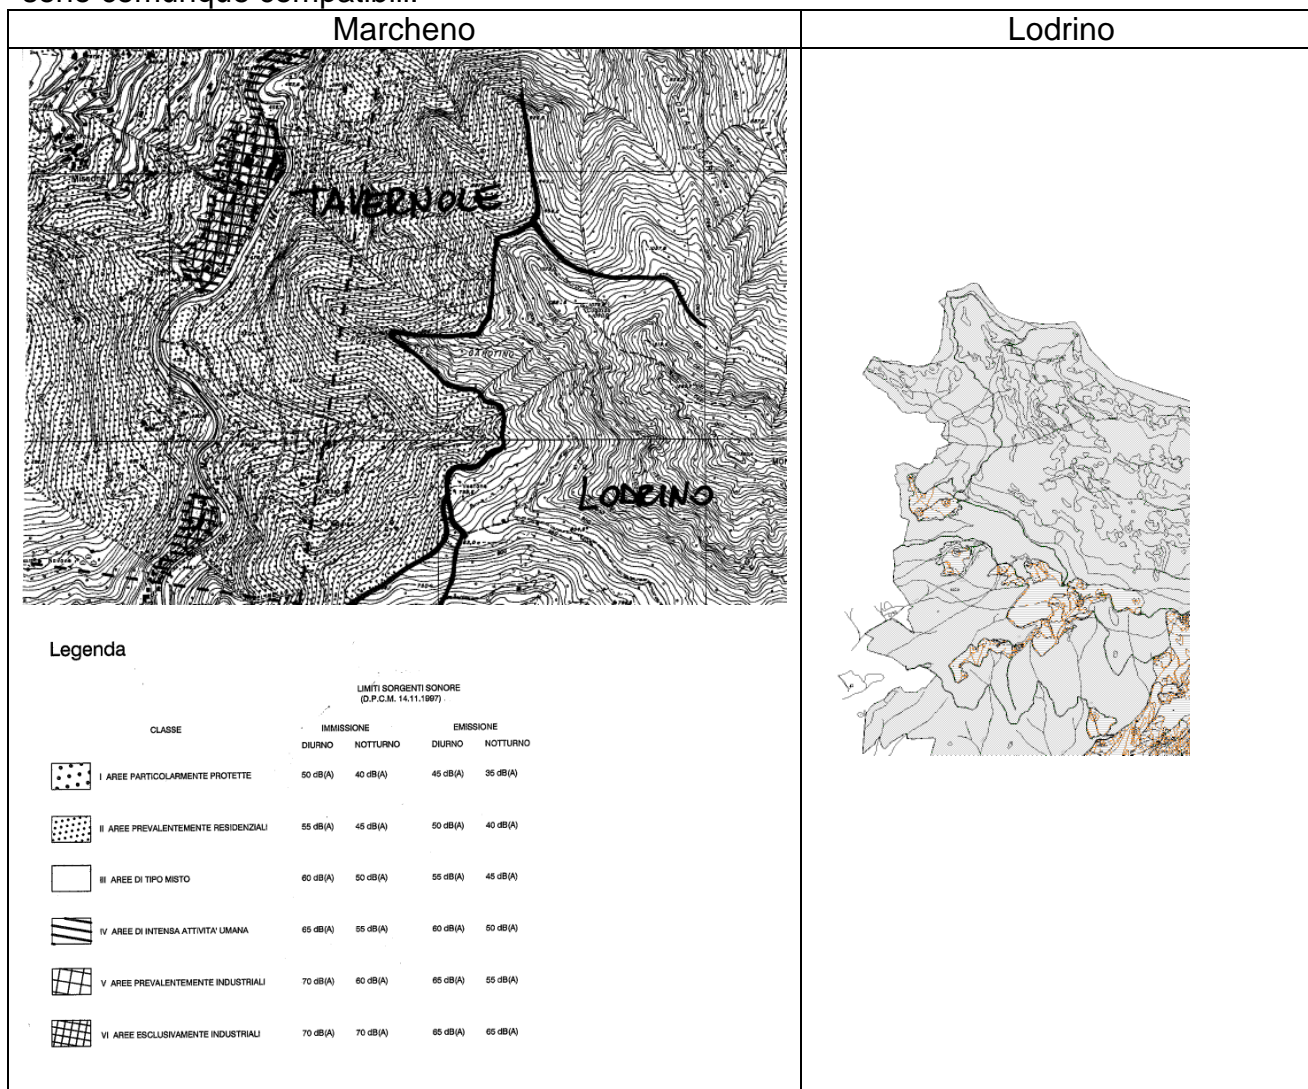 sono comunque compatibili.
Marcheno
Lodrino
TAVERNOLE
LODRINO
Legenda
LIMITI SORGENTI SONORE
(D.P.C.M. 14.11.1997)
CLASSE IMMISSIONE EMISSIONE
DIURNO NOTTURNO DIURNO NOTTURNO
I AREE PARTICOLARMENTE PROTETTE 50 dB(A) 40 dB(A) 45 dB(A) 35 dB(A)
II AREE PREVALENTEMENTE RESIDENZIALI 55 dB(A) 45 dB(A) 50 dB(A) 40 dB(A)
III AREE DI TIPO MISTO 60 dB(A) 50 dB(A) 55 dB(A) 45 dB(A)
IV AREE DI INTENSA ATTIVITA' UMANA 65 dB(A) 55 dB(A) 60 dB(A) 50 dB(A)
V AREE PREVALENTEMENTE INDUSTRIALI 70 dB(A) 60 dB(A) 65 dB(A) 55 dB(A)
VI AREE ESCLUSIVAMENTE INDUSTRIALI 70 dB(A) 70 dB(A) 65 dB(A) 65 dB(A)